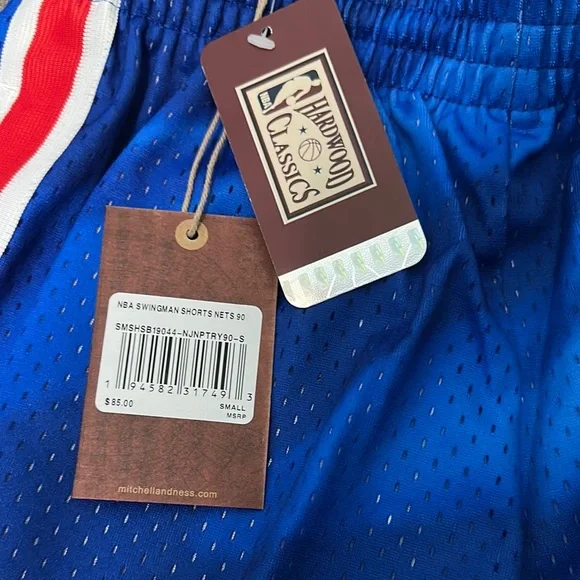 NBA
HARDWOOD
CLASSICS
NBA SWINGMAN SHORTS NETS 90
SMSHSB19044-NJNPTRY90-S
1 94582 31749 3
$85.00
SMALL
MSRP
mitchellandness.com